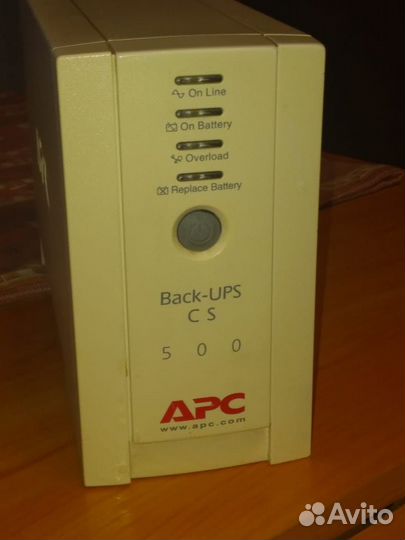 On Line
On Battery
Overload
Replace Battery
Back-UPS
CS
500
APC
www.apc.com
Avito